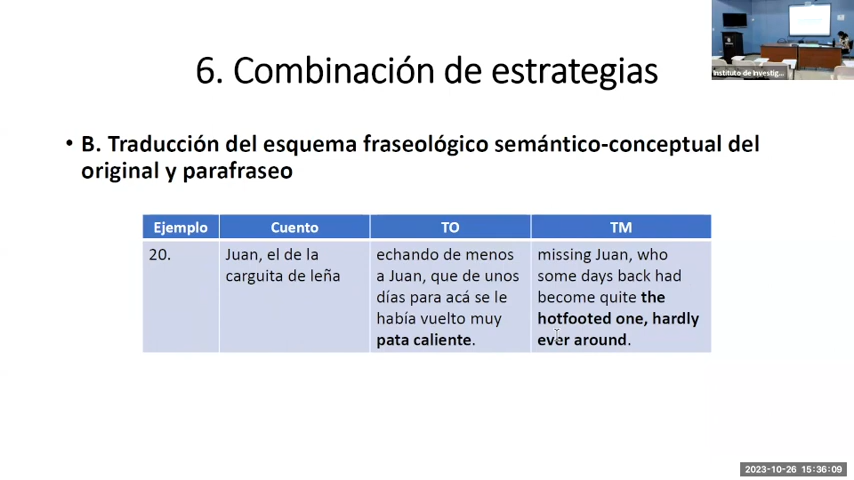 Instituto de Investig...
6. Combinación de estrategias
• B. Traducción del esquema fraseológico semántico-conceptual del
original y parafraseo
Ejemplo Cuento TO TM
20.
Juan, el de la
carguita de leña
echando de menos
a Juan, que de unos
días para acá se le
había vuelto muy
pata caliente.
missing Juan, who
some days back had
become quite the
hotfooted one, hardly
ever around.
2023-10-26 15:36:09